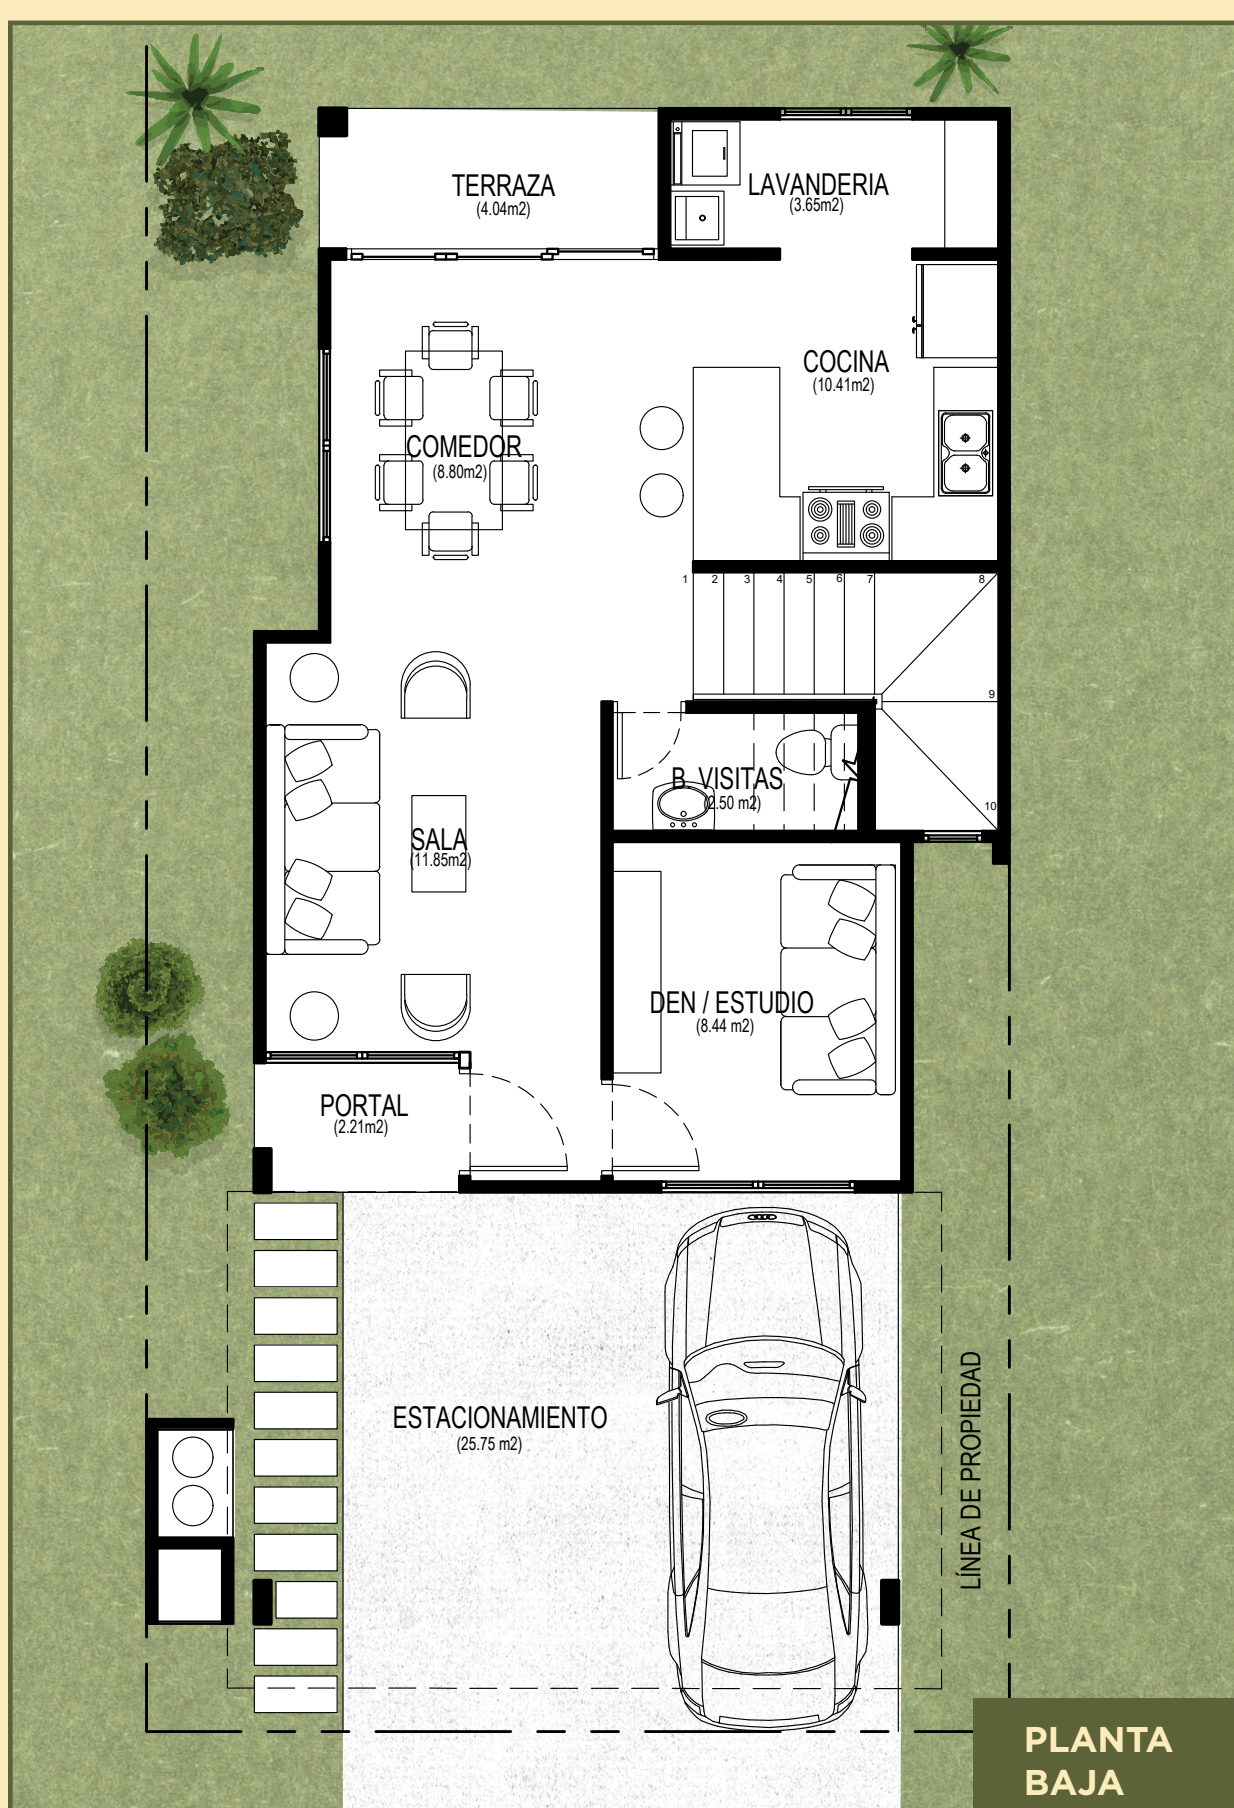 TERRAZA
(4.04m2)
LAVANDERIA
(3.65m2)
COCINA
(10.41m2)
COMEDOR
(8.80m2)
1 2 3 4 5 6 7 8
9
10
B. VISITAS
(2.50 m2)
SALA
(11.85m2)
DEN / ESTUDIO
(8.44 m2)
PORTAL
(2.21m2)
ESTACIONAMIENTO
(25.75 m2)
LÍNEA DE PROPIEDAD
PLANTA
BAJA